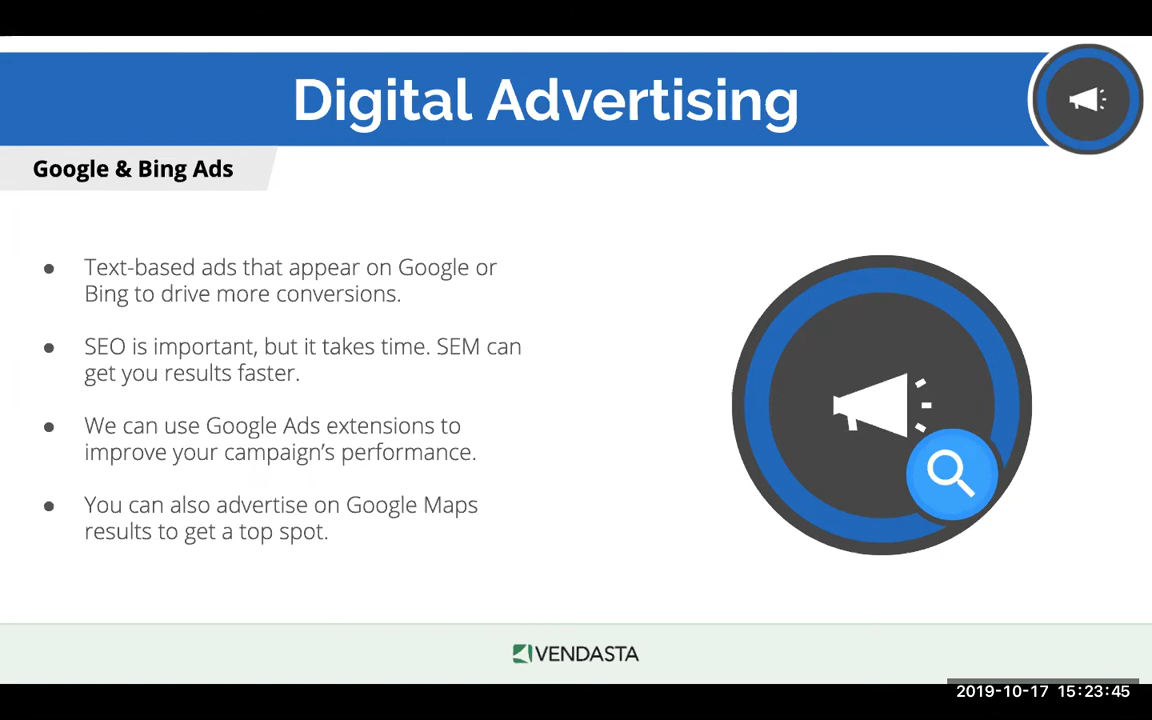 Digital Advertising
Google & Bing Ads
● Text-based ads that appear on Google or
Bing to drive more conversions.
● SEO is important, but it takes time. SEM can
get you results faster.
● We can use Google Ads extensions to
improve your campaign’s performance.
● You can also advertise on Google Maps
results to get a top spot.
VENDASTA
2019-10-17 15:23:45